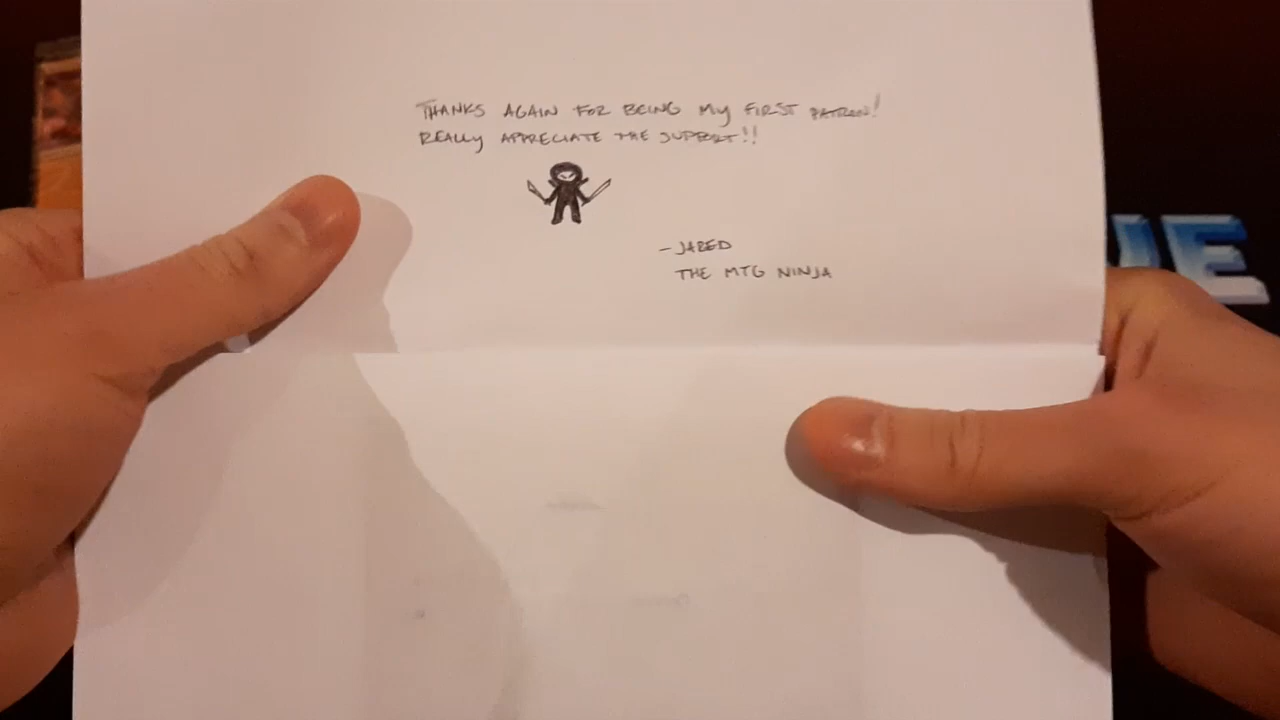 THANKS AGAIN FOR BEING MY FIRST PATRON!
REALLY APPRECIATE THE SUPPORT!!
- JARED
THE MTG NINJA